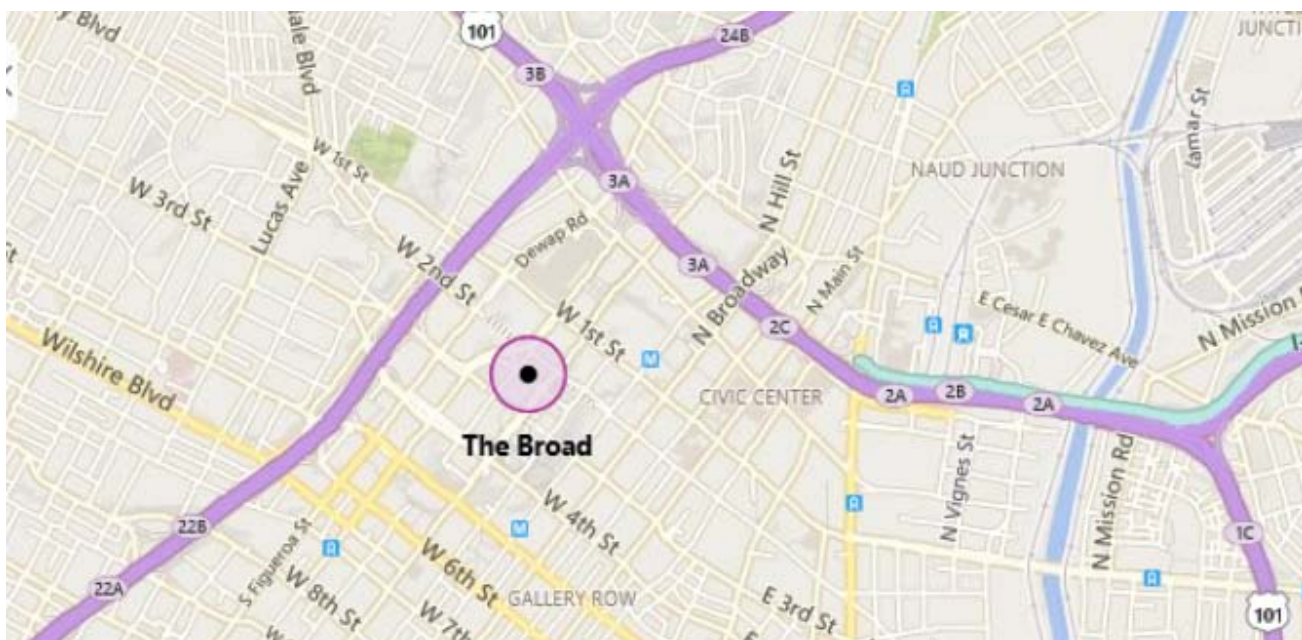 101
24B
JUNCTI
y Blvd
ale Blvd
3B
W 1st St
Lamar St
3A
NAUD JUNCTION
W 3rd St
Lucas Ave
N Hill St
Dewap Rd
W 2nd St
3A
N Broadway
N Main St
E Cesar E Chavez Ave
W 1st St
2C
N Mission
St
M
Wilshire Blvd
CIVIC CENTER
2A
2B
2A
The Broad
N Vignes St
N Mission Rd
W 4th St
22B
M
1C
S Figueroa St
W 6th St
22A
W 8th St
GALLERY ROW
E 3rd St
W 7th
101